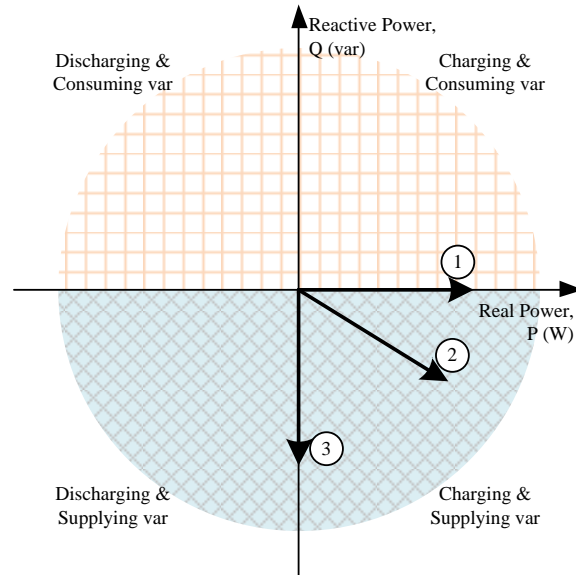 Reactive Power,
Q (var)
Discharging &
Consuming var
Charging &
Consuming var
1
Real Power,
P (W)
2
3
Discharging &
Supplying var
Charging &
Supplying var